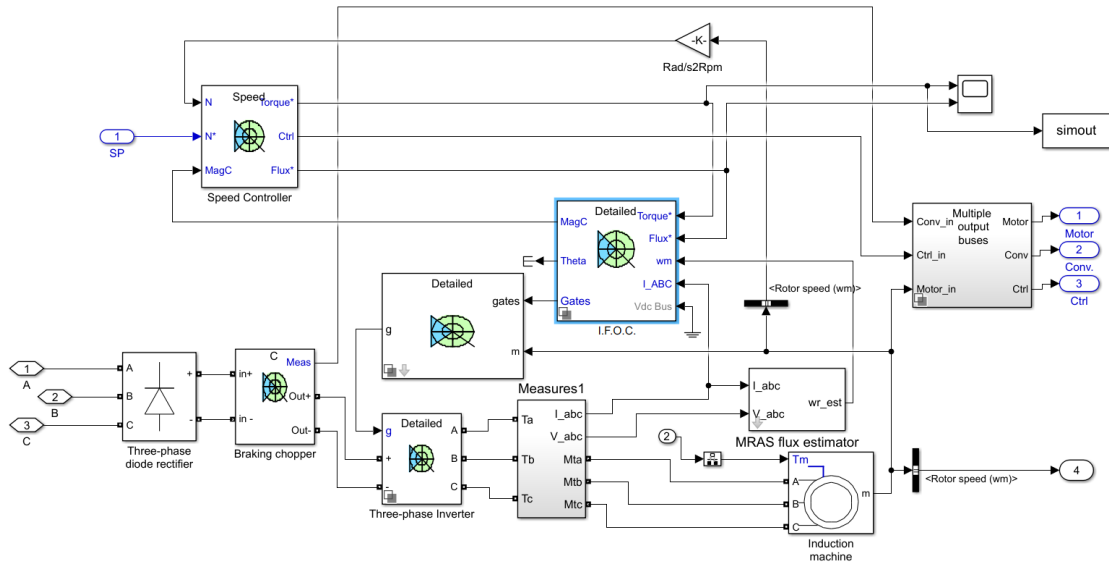 -K-
Rad/s2Rpm
Speed
N
N*
MagC
Torque*
Ctrl
Flux*
Speed Controller
1
SP
simout
Detailed
MagC
Theta
Gates
Torque*
Flux*
wm
I_ABC
Vdc Bus
I.F.O.C.
Multiple
output
buses
Conv_in
Ctrl_in
Motor_in
Motor
Conv
Ctrl
1
Motor
2
Conv.
3
Ctrl
<Rotor speed (wm)>
Detailed
gates
g
m
1
A
2
B
3
C
A
B
C
+
-
Three-phase
diode rectifier
C
in+
in -
Meas
Out+
Out-
Braking chopper
Detailed
g
+
-
A
B
C
Three-phase Inverter
Measures1
Ta
Tb
Tc
I_abc
V_abc
Mta
Mtb
Mtc
I_abc
V_abc
wr_est
MRAS flux estimator
2
Tm
A
B
C
m
Induction
machine
<Rotor speed (wm)>
4